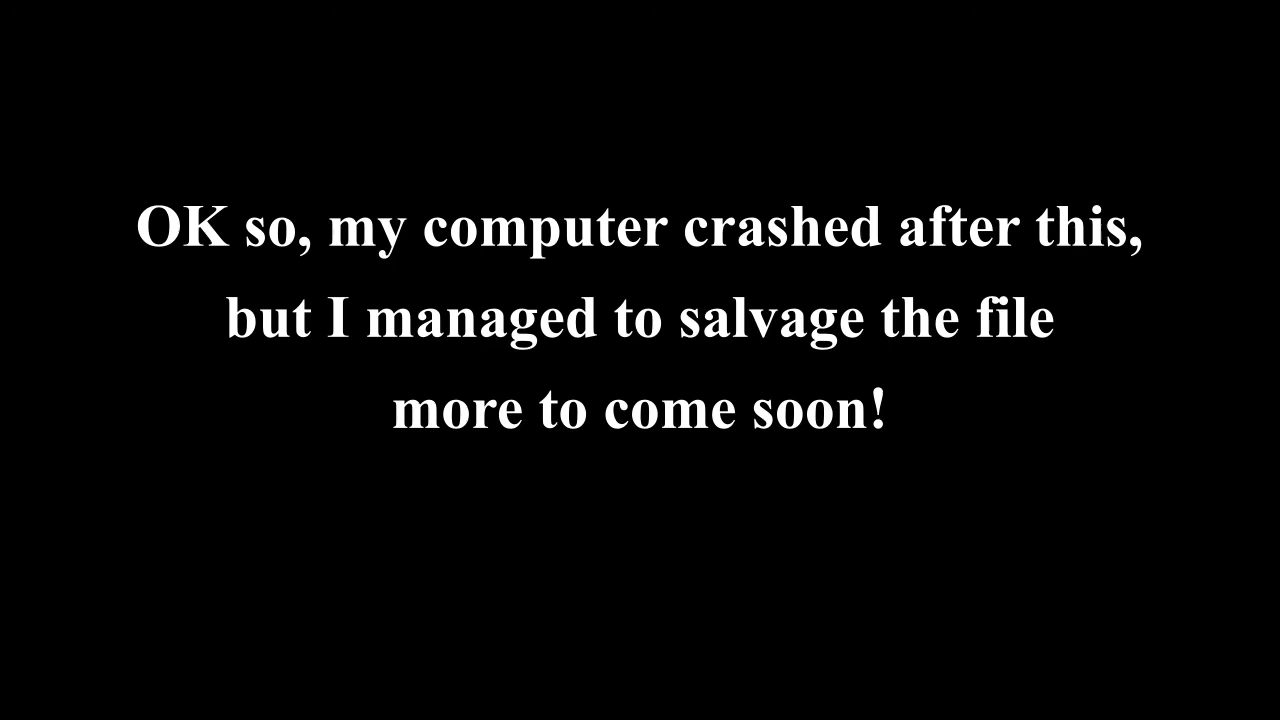 OK so, my computer crashed after this,
but I managed to salvage the file
more to come soon!